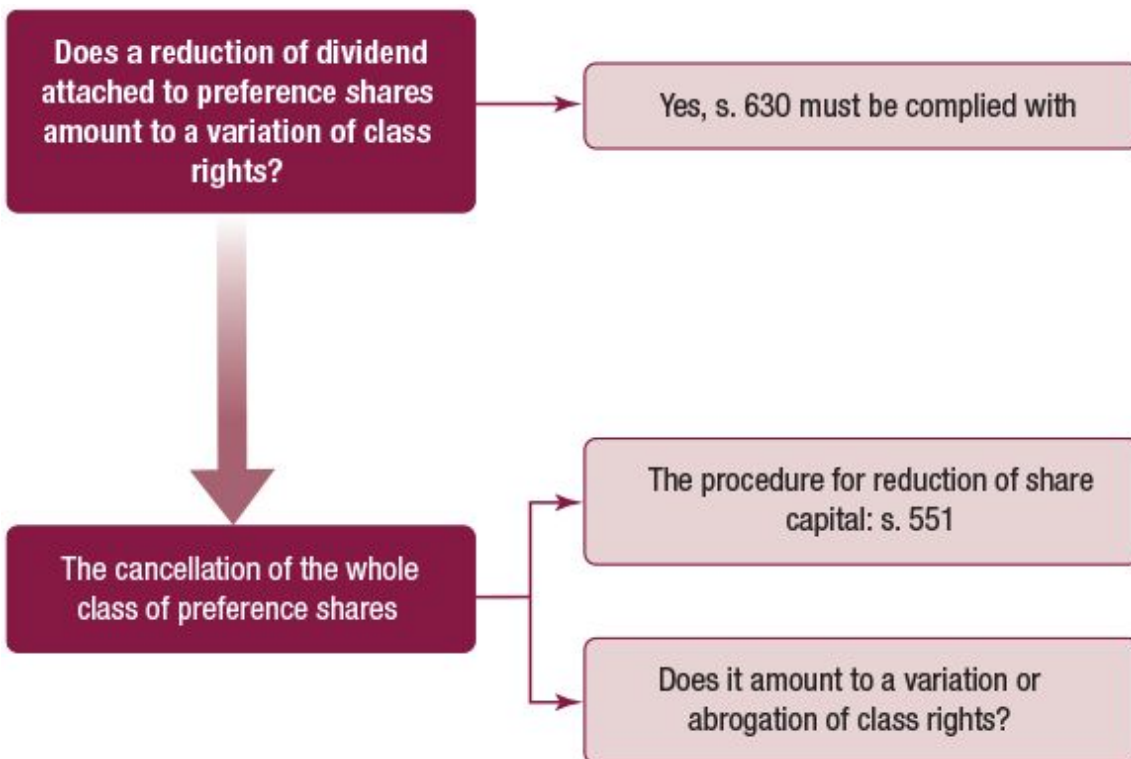 Does a reduction of dividend
attached to preference shares
amount to a variation of class
rights?
Yes, s. 630 must be complied with
The cancellation of the whole
class of preference shares
The procedure for reduction of share
capital: s. 551
Does it amount to a variation or
abrogation of class rights?